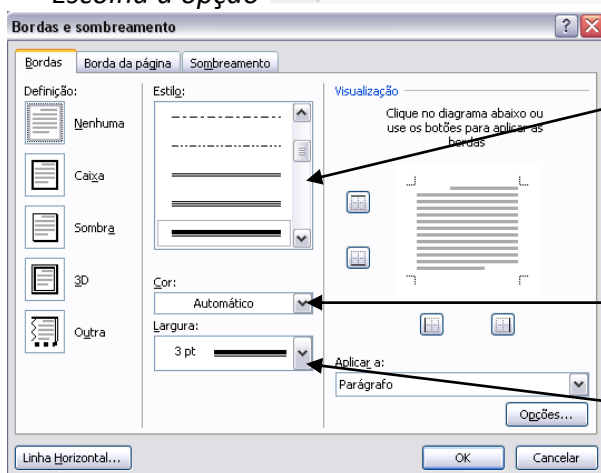 Escolha a opção
Bordas e sombreamento
Bordas
Borda da página
Sombreamento
Definição:
Nenhuma
Caixa
Sombra
3D
Outra
Estilo:
Cor:
Automático
Largura:
3 pt
Visualização
Clique no diagrama abaixo ou
use os botões para aplicar as
bordas
Aplicar a:
Parágrafo
Opções...
Linha Horizontal...
OK
Cancelar